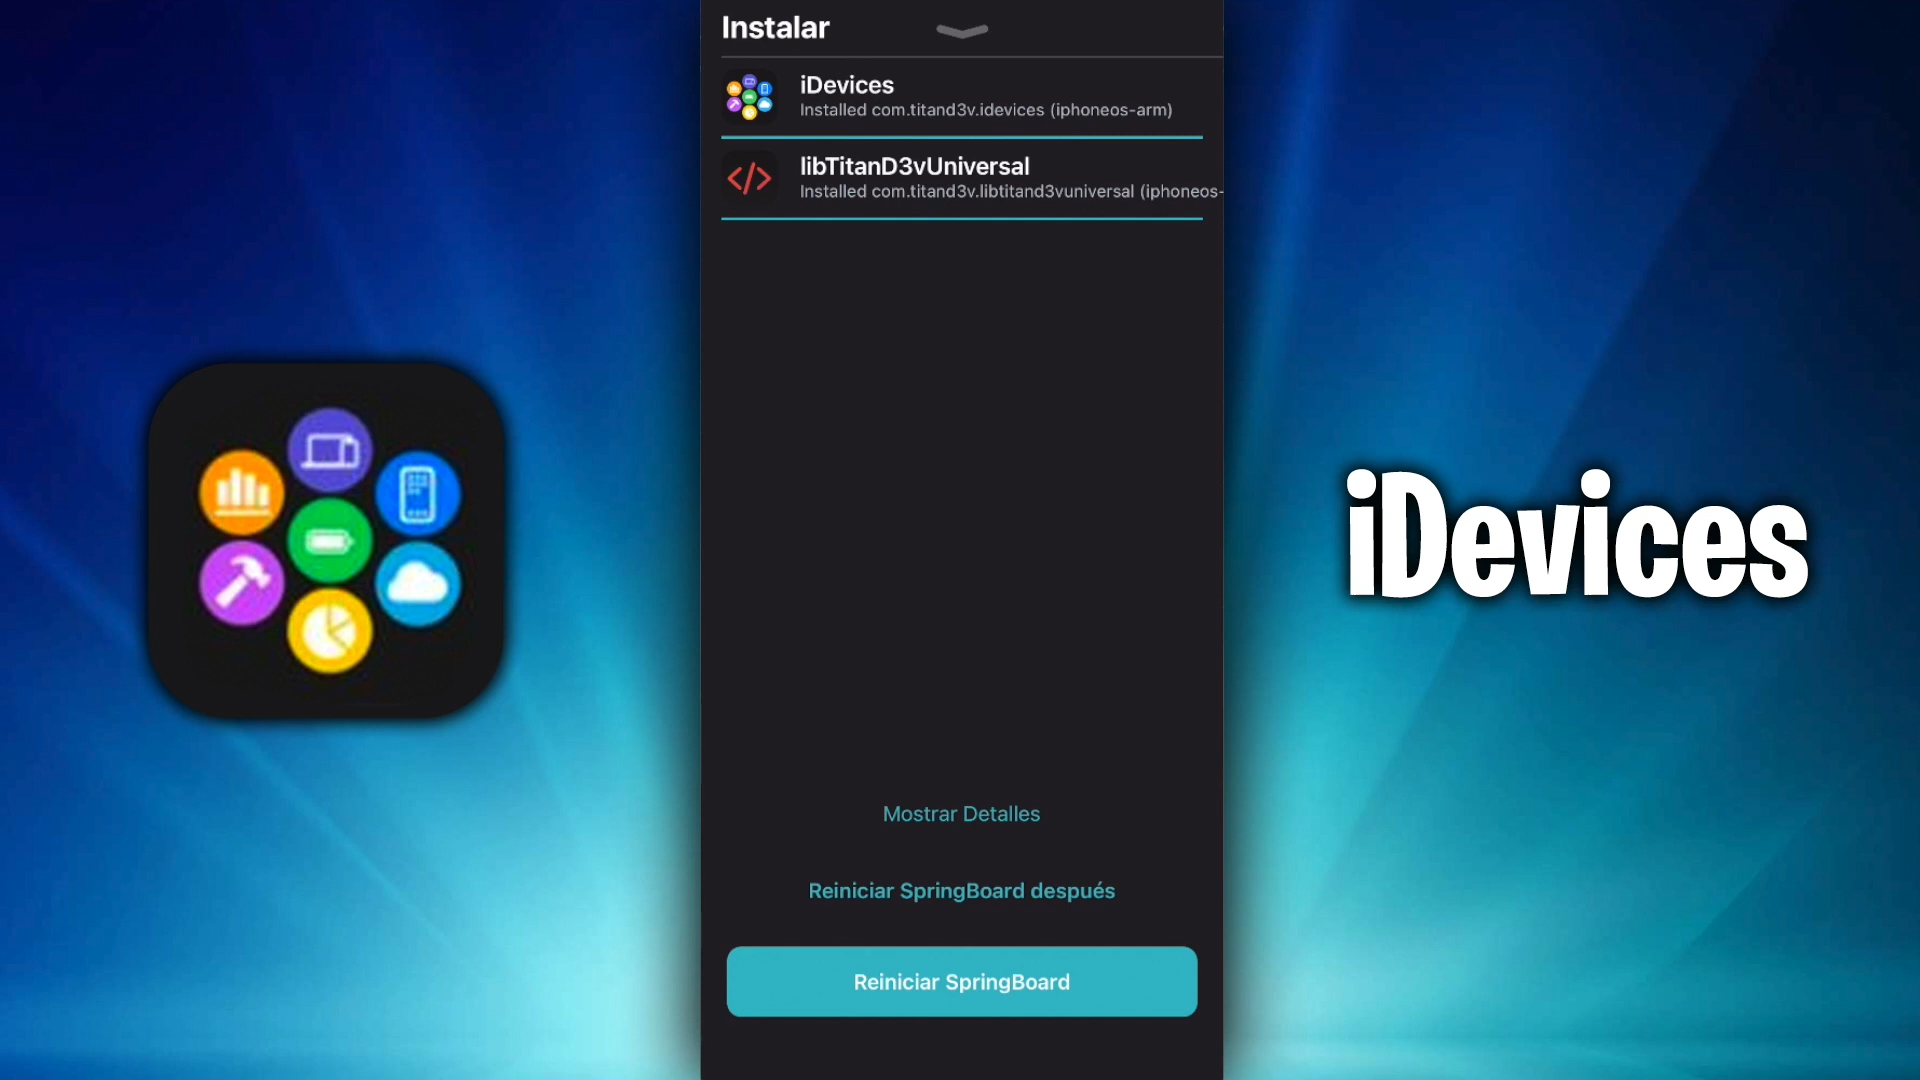 Instalar
iDevices
Installed com.titand3v.idevices (iphoneos-arm)
</>
libTitanD3vUniversal
Installed com.titand3v.libtitand3vuniversal (iphoneos-
Mostrar Detalles
Reiniciar SpringBoard después
Reiniciar SpringBoard
iDevices